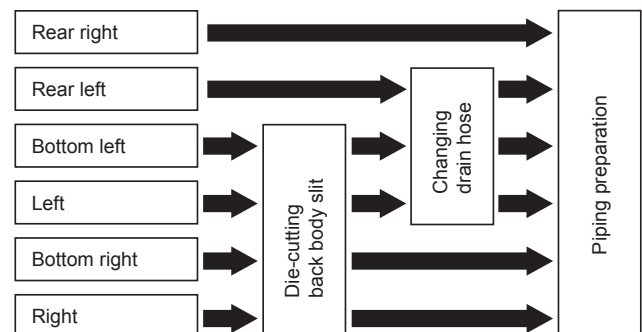 Rear right
Rear left
Bottom left
Left
Bottom right
Right
Die-cutting
back body slit
Changing
drain hose
Piping preparation